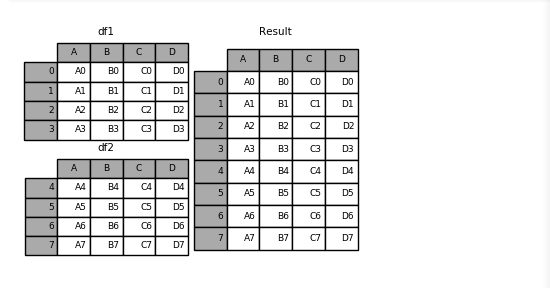 df1
A B C D
0 A0 B0 C0 D0
1 A1 B1 C1 D1
2 A2 B2 C2 D2
3 A3 B3 C3 D3
df2
A B C D
4 A4 B4 C4 D4
5 A5 B5 C5 D5
6 A6 B6 C6 D6
7 A7 B7 C7 D7
Result
A B C D
0 A0 B0 C0 D0
1 A1 B1 C1 D1
2 A2 B2 C2 D2
3 A3 B3 C3 D3
4 A4 B4 C4 D4
5 A5 B5 C5 D5
6 A6 B6 C6 D6
7 A7 B7 C7 D7